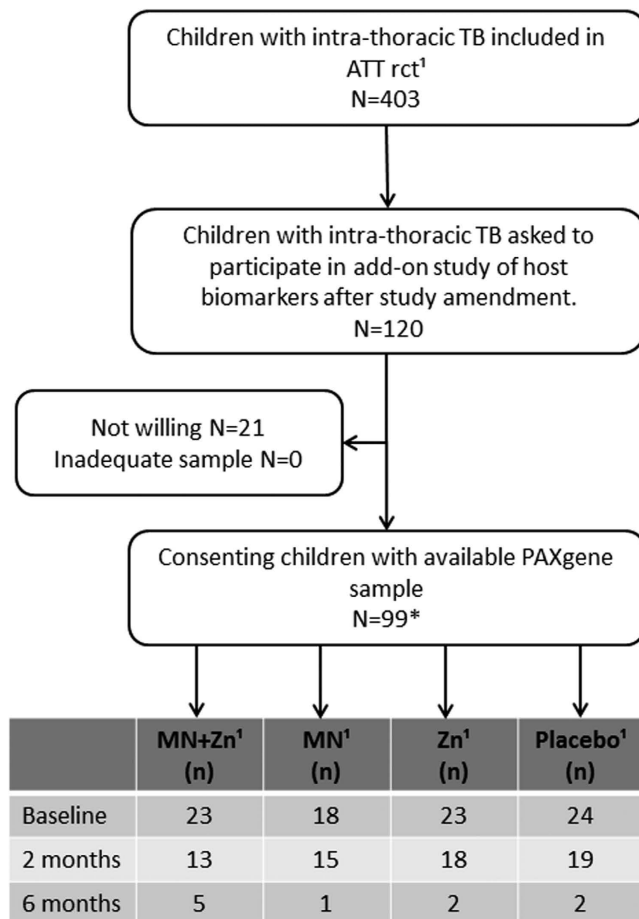 Children with intra-thoracic TB included in
ATT rct¹
N=403
Children with intra-thoracic TB asked to
participate in add-on study of host
biomarkers after study amendment.
N=120
Not willing N=21
Inadequate sample N=0
Consenting children with available PAXgene
sample
N=99*
MN+Zn¹ MN¹ Zn¹ Placebo¹
(n) (n) (n) (n)
Baseline 23 18 23 24
2 months 13 15 18 19
6 months 5 1 2 2